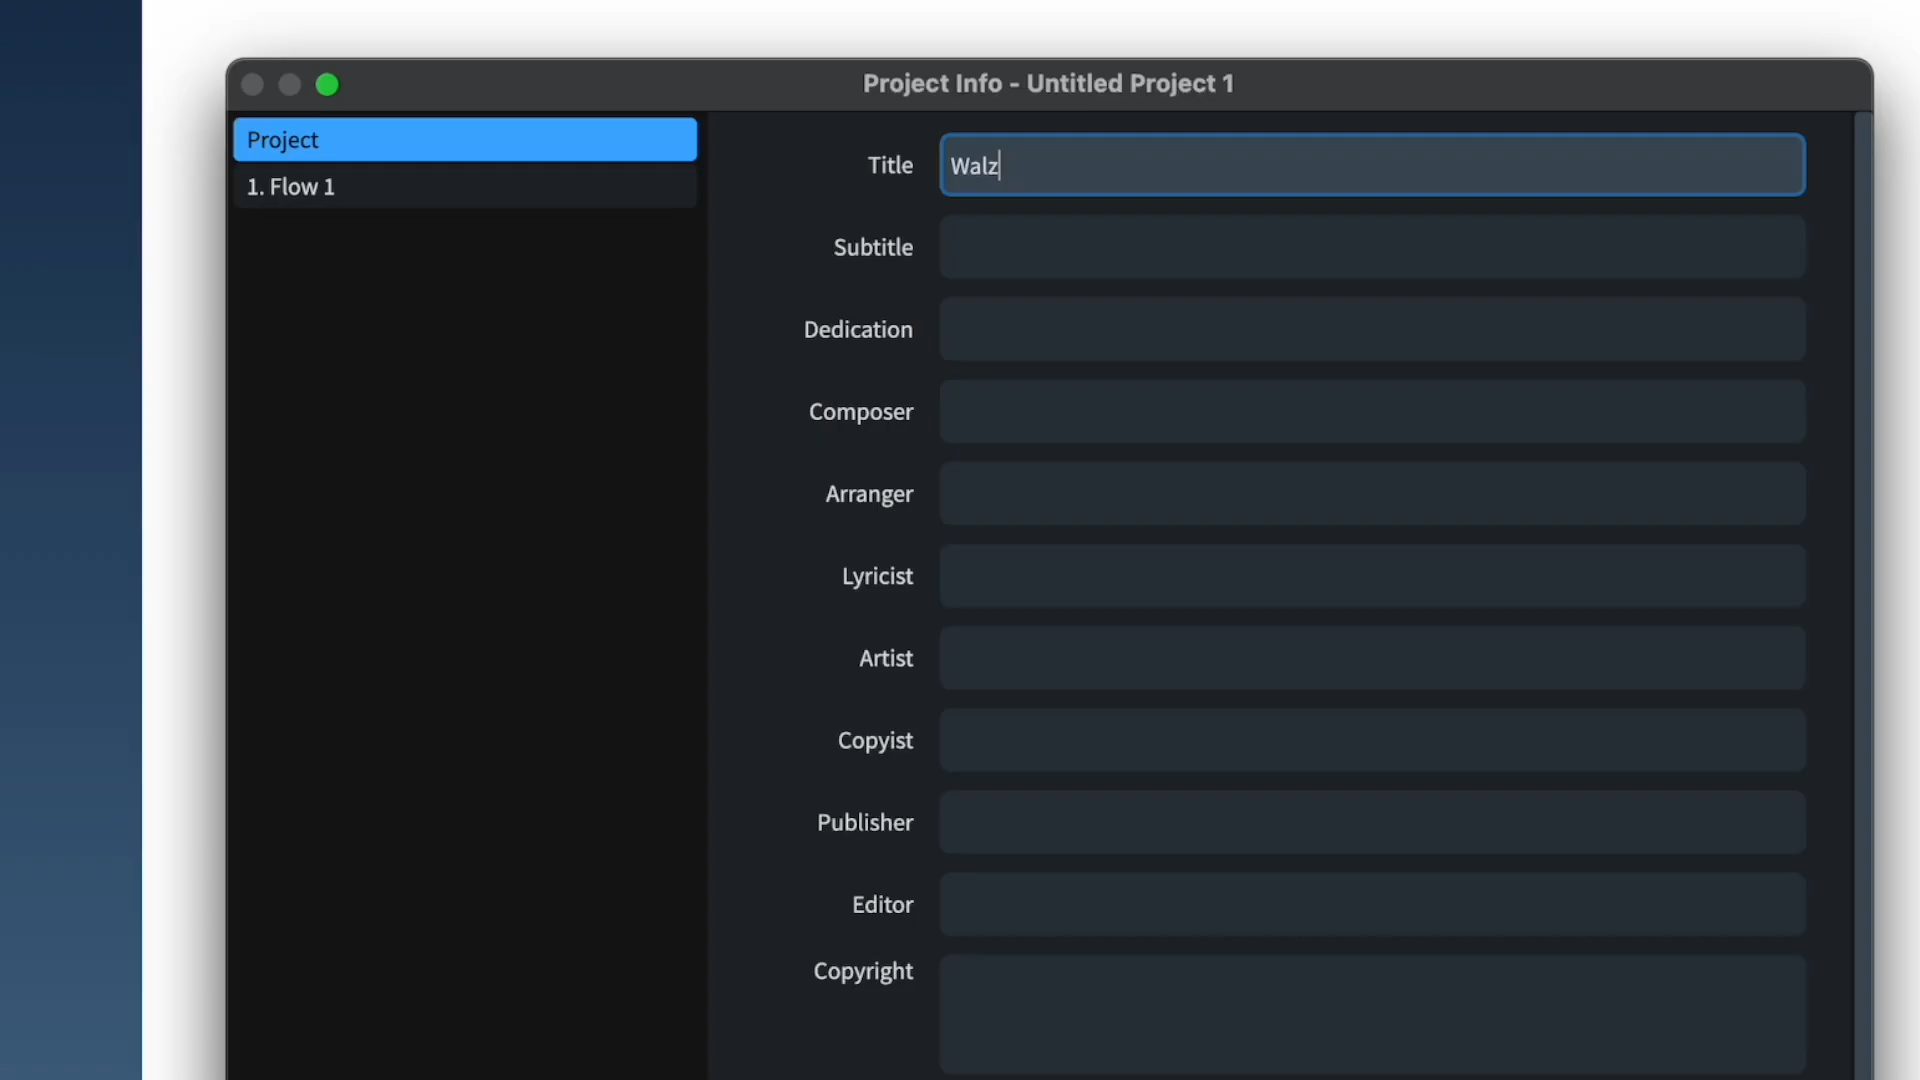 Project Info - Untitled Project 1
Project
1. Flow 1
Title
Walz
Subtitle
Dedication
Composer
Arranger
Lyricist
Artist
Copyist
Publisher
Editor
Copyright